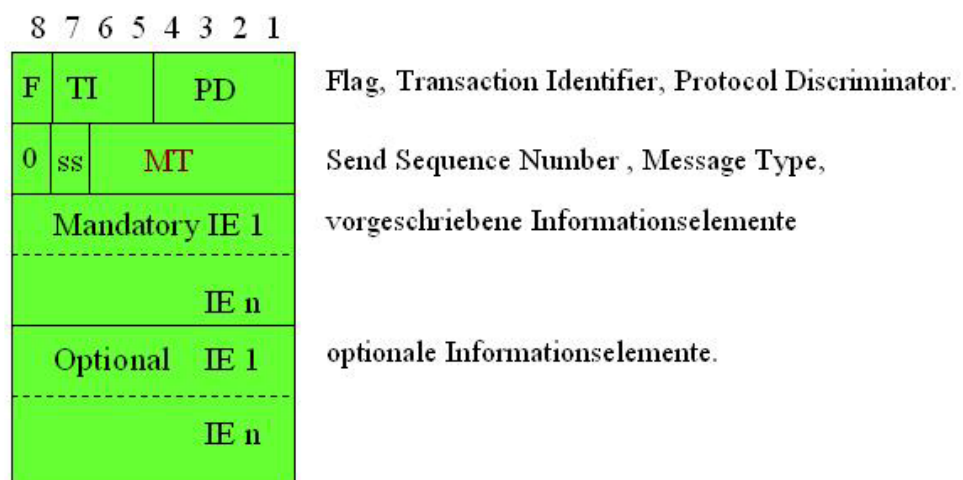 8 7 6 5 4 3 2 1
F TI PD Flag, Transaction Identifier, Protocol Discriminator.
0 ss MT Send Sequence Number , Message Type,
Mandatory IE 1 vorgeschriebene Informationselemente
IE n
Optional IE 1 optionale Informationselemente.
IE n